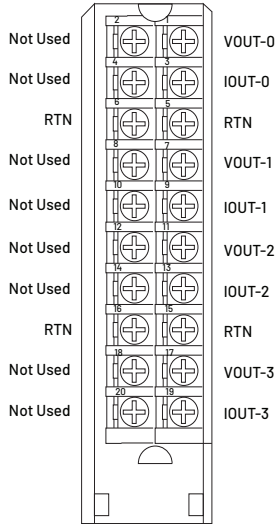 2 1
Not Used VOUT-0
4 3
Not Used IOUT-0
6 5
RTN RTN
8 7
Not Used VOUT-1
10 9
Not Used IOUT-1
12 11
Not Used VOUT-2
14 13
Not Used IOUT-2
16 15
RTN RTN
18 17
Not Used VOUT-3
20 19
Not Used IOUT-3